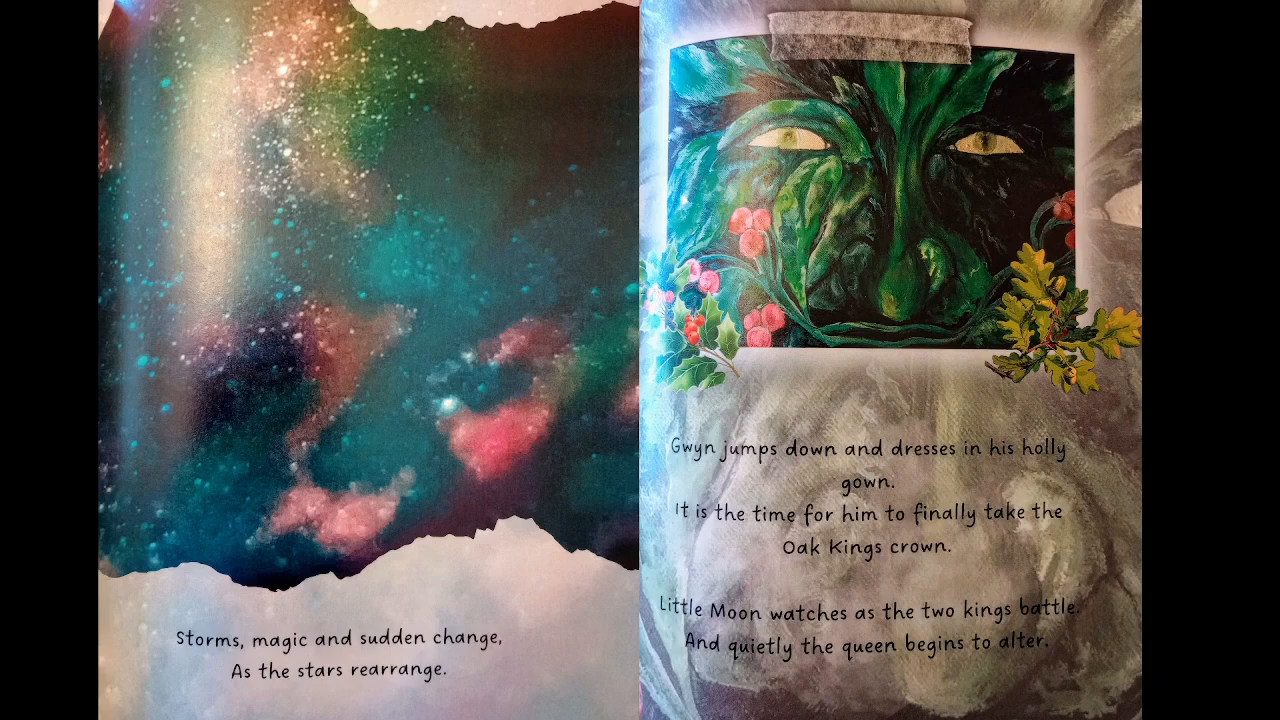 Storms, magic and sudden change,
As the stars rearrange.
Gwyn jumps down and dresses in his holly
gown.
It is the time for him to finally take the
Oak Kings crown.
Little Moon watches as the two kings battle.
And quietly the queen begins to alter.